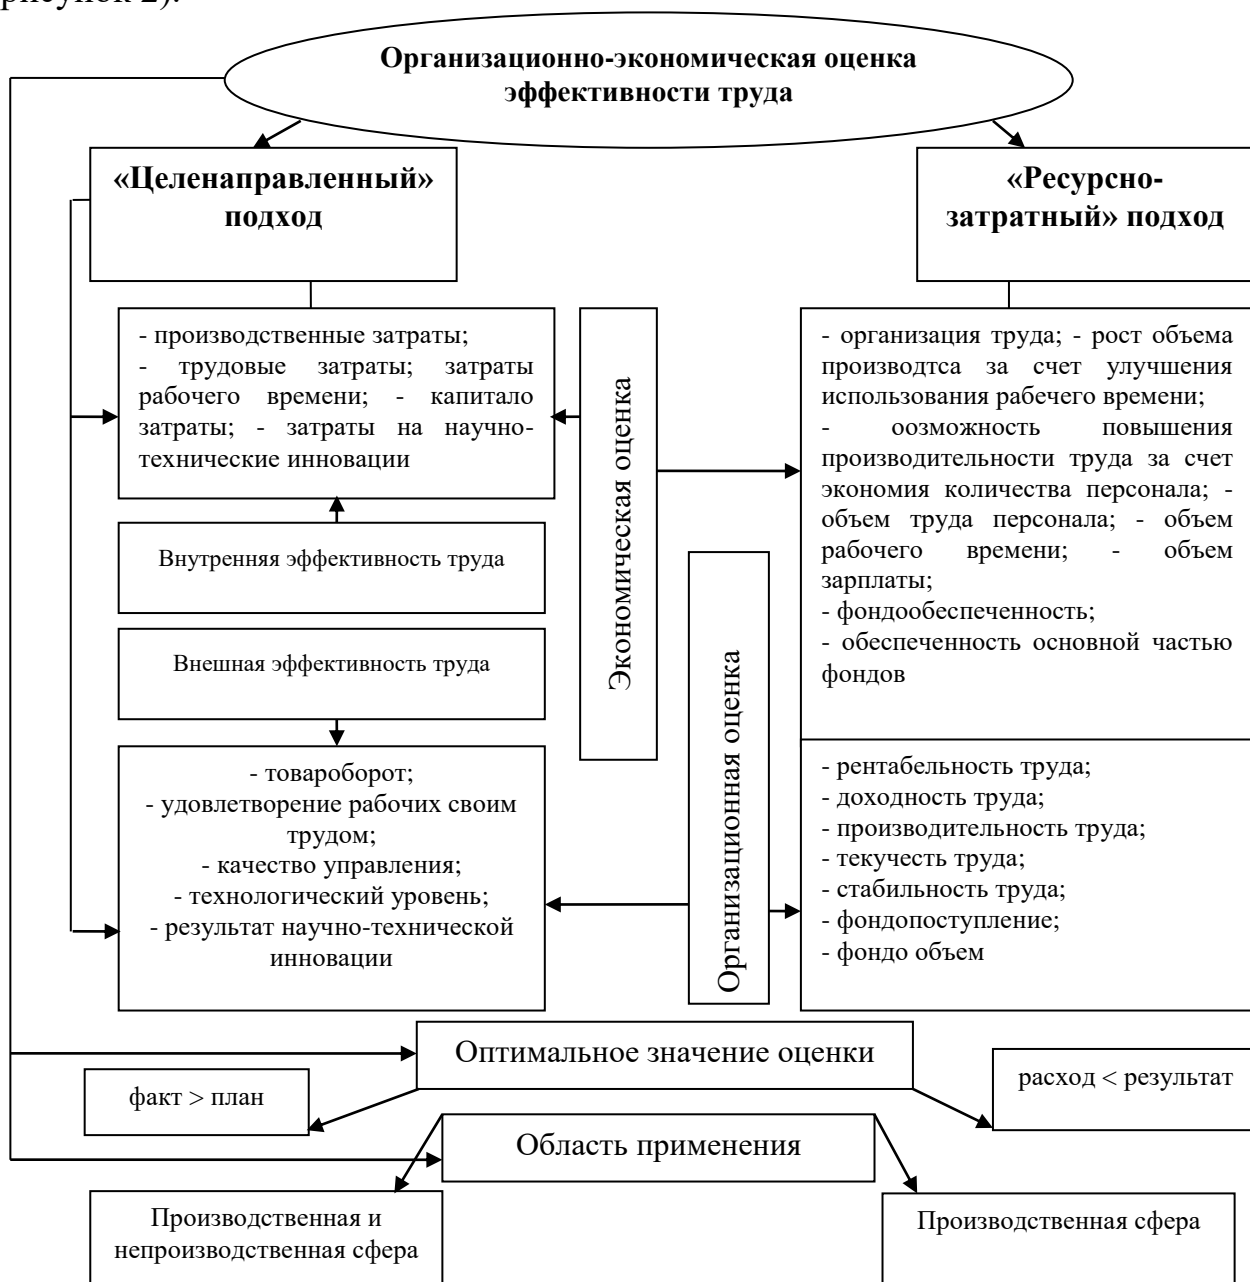 рисунок 2).
Организационно-экономическая оценка
эффективности труда
«Целенаправленный»
подход
«Ресурсно-
затратный» подход
- производственные затраты;
- трудовые затраты; затраты
рабочего времени; - капитало
затраты; - затраты на научно-
технические инновации
Внутренняя эффективность труда
Внешная эффективность труда
- товароборот;
- удовлетворение рабочих своим
трудом;
- качество управления;
- технологический уровень;
- результат научно-технической
инновации
Экономическая оценка
Организационная оценка
- организация труда; - рост объема
производтса за счет улучшения
использования рабечего времени;
- оозможность повышения
производительности труда за счет
экономия количества персонала; -
объем труда персонала; - объем
рабочего времени; - объем
зарплаты;
- фондообеспеченность;
- обеспеченность основной частью
фондов
- рентабельность труда;
- доходность труда;
- производительность труда;
- текучесть труда;
- стабильность труда;
- фондопоступление;
- фондо объем
Оптимальное значение оценки
факт > план
расход < результат
Область применения
Производственная и
непроизводственная сфера
Производственная сфера